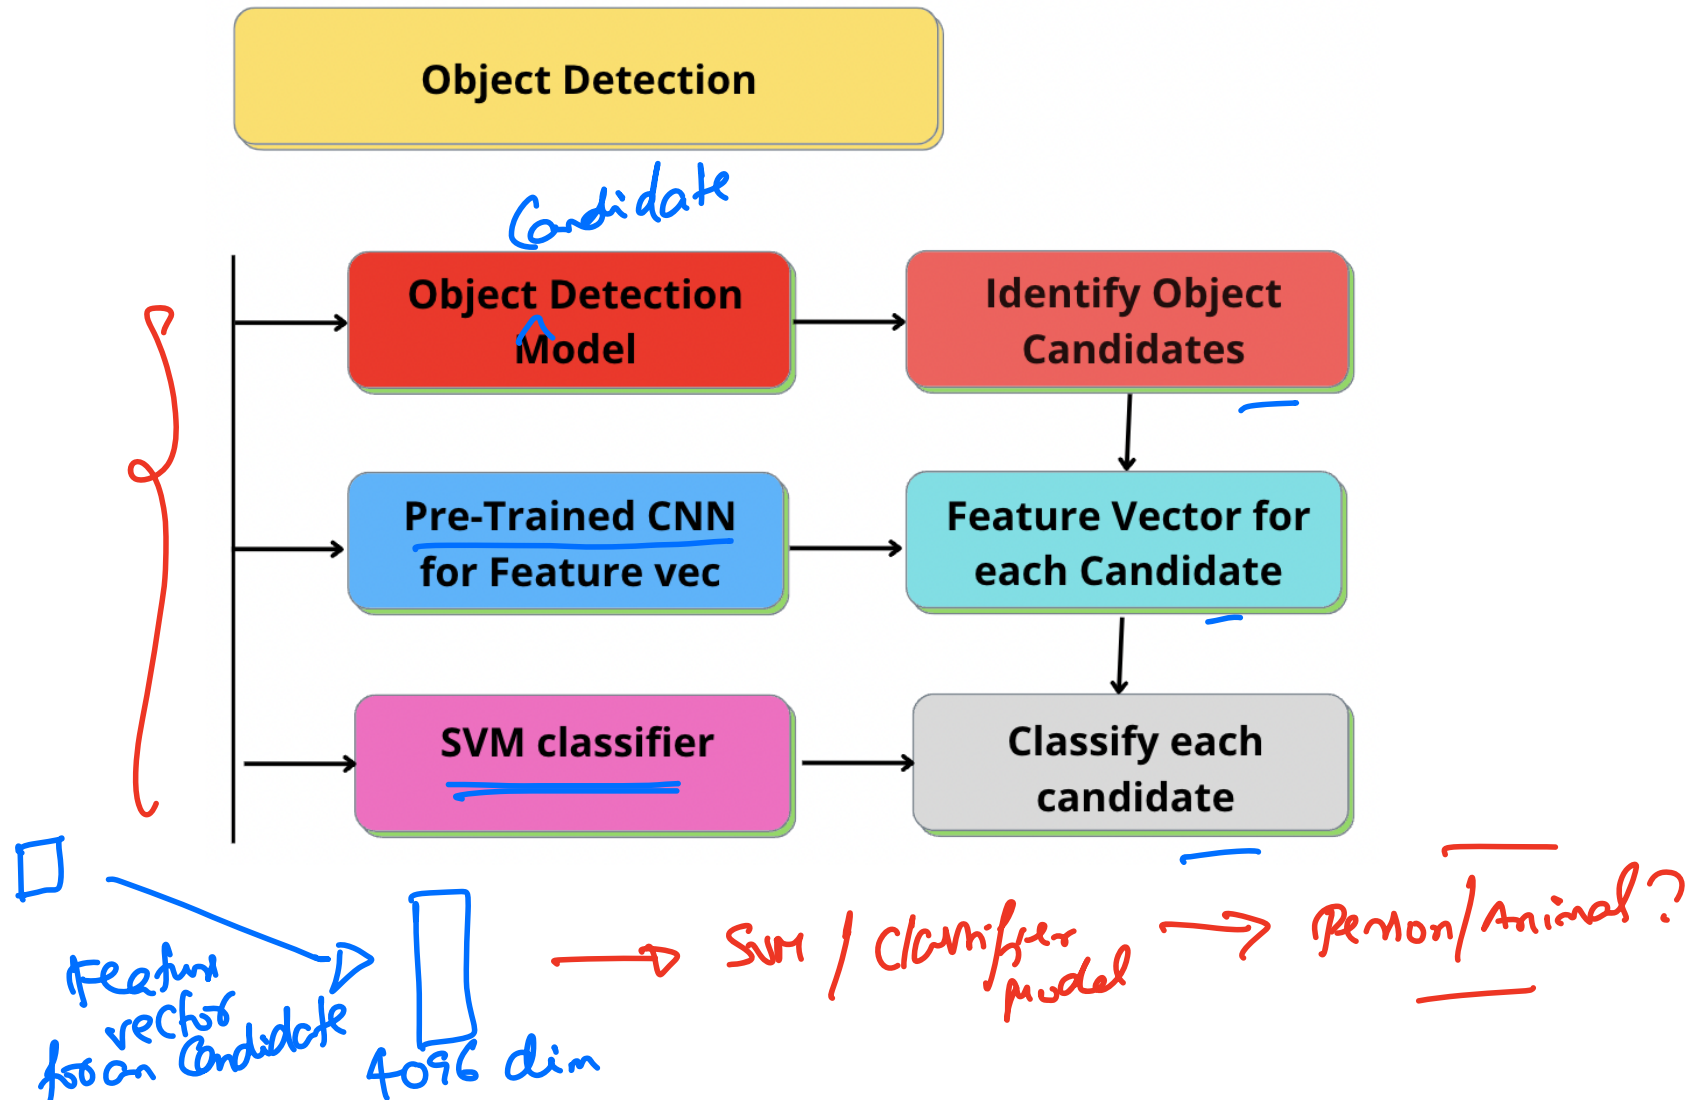 Object Detection
Candidate
Object Detection
Model
Identify Object
Candidates
Pre-Trained CNN
for Feature vec
Feature Vector for
each Candidate
SVM classifier
Classify each
candidate
Feature
vector
for an Candidate
4096 dim
SVM / Classifier
model
Person/Animal?